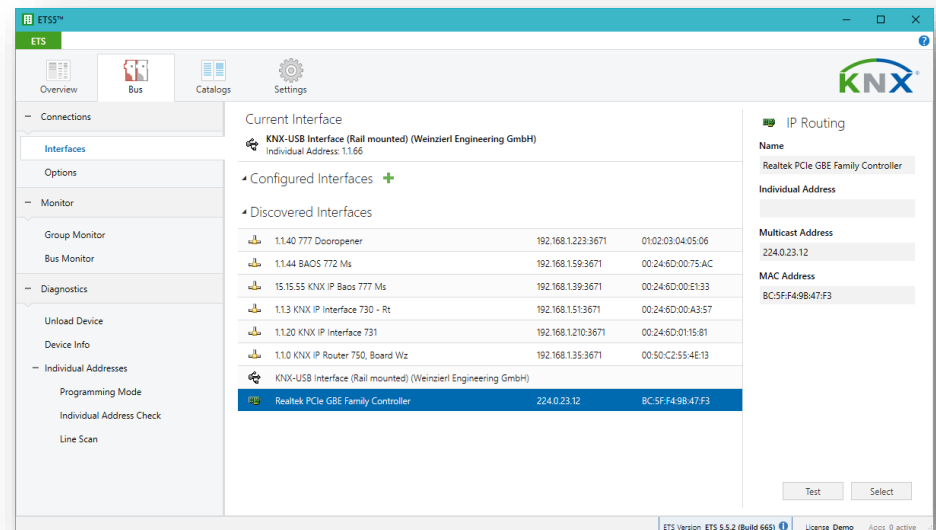 ETS5™
ETS
Overview
Bus
Catalogs
Settings
KNX
Connections
Interfaces
Options
Monitor
Group Monitor
Bus Monitor
Diagnostics
Unload Device
Device Info
Individual Addresses
Programming Mode
Individual Address Check
Line Scan
Current Interface
KNX-USB Interface (Rail mounted) (Weinzierl Engineering GmbH)
Individual Address: 1.1.66
Configured Interfaces
Discovered Interfaces
1.1.40 777 Dooropener 192.168.1.223:3671 01:02:03:04:05:06
1.1.44 BAOS 772 Ms 192.168.1.59:3671 00:24:6D:00:75:AC
15.15.55 KNX IP Baos 777 Ms 192.168.1.39:3671 00:24:6D:00:E1:33
1.1.3 KNX IP Interface 730 - Rt 192.168.1.51:3671 00:24:6D:00:A3:57
1.1.20 KNX IP Interface 731 192.168.1.210:3671 00:24:6D:01:15:81
1.1.0 KNX IP Router 750, Board Wz 192.168.1.35:3671 00:50:C2:55:4E:13
KNX-USB Interface (Rail mounted) (Weinzierl Engineering GmbH)
Realtek PCIe GBE Family Controller 224.0.23.12 BC:5F:F4:9B:47:F3
IP Routing
Name
Realtek PCIe GBE Family Controller
Individual Address
Multicast Address
224.0.23.12
MAC Address
BC:5F:F4:9B:47:F3
Test Select
ETS Version ETS 5.5.2 (Build 665) License Demo Apps 0 active